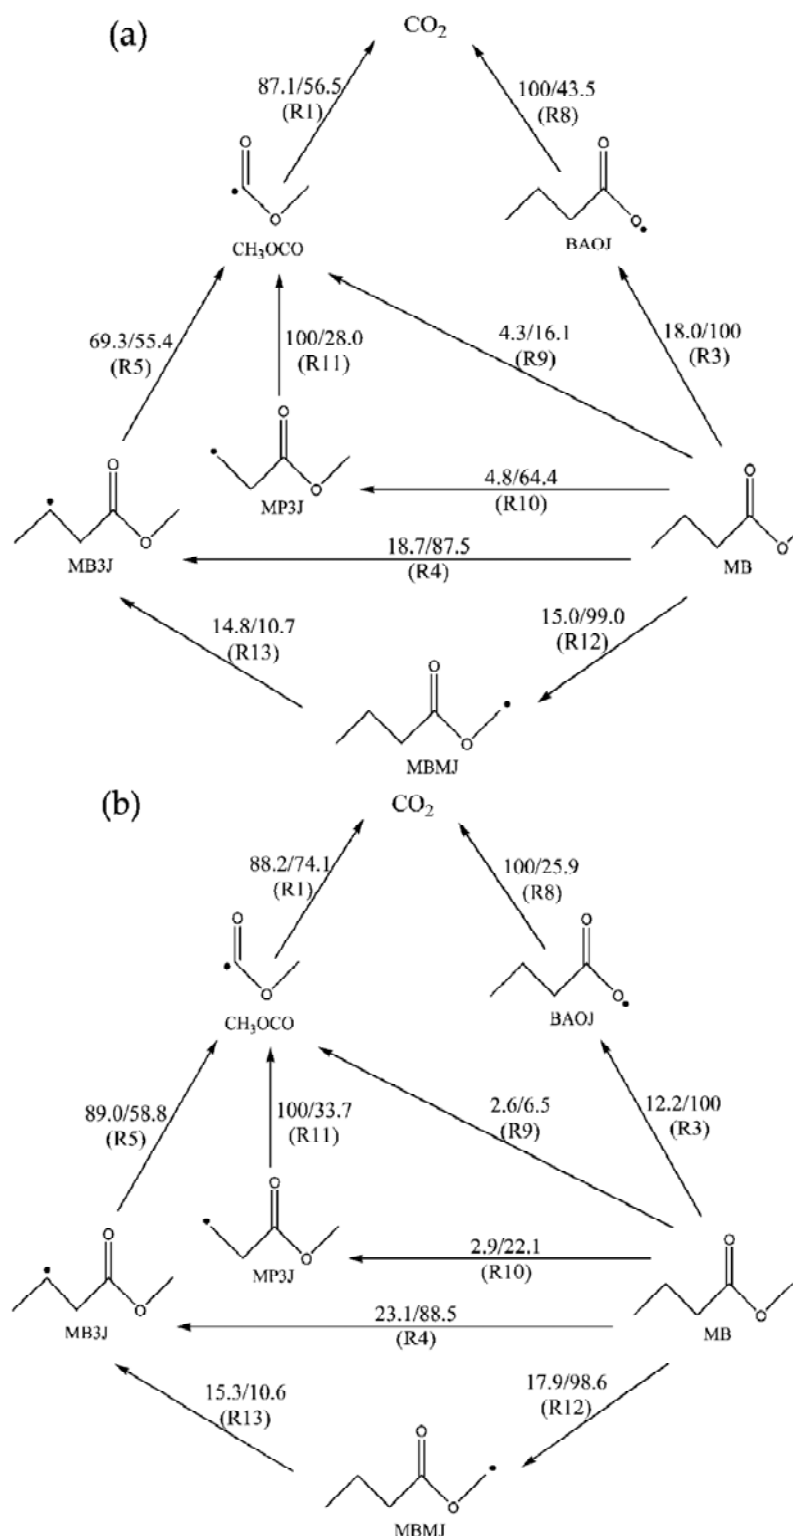 (a)
CO2
87.1/56.5
(R1)
100/43.5
(R8)
O
O
CH3OCO
O
O
BAOJ
69.3/55.4
(R5)
100/28.0
(R11)
4.3/16.1
(R9)
18.0/100
(R3)
O
O
MB3J
O
O
MP3J
4.8/64.4
(R10)
O
O
MB
18.7/87.5
(R4)
14.8/10.7
(R13)
15.0/99.0
(R12)
O
O
MBMJ
(b)
CO2
88.2/74.1
(R1)
100/25.9
(R8)
O
O
CH3OCO
O
O
BAOJ
89.0/58.8
(R5)
100/33.7
(R11)
2.6/6.5
(R9)
12.2/100
(R3)
O
O
MB3J
O
O
MP3J
2.9/22.1
(R10)
O
O
MB
23.1/88.5
(R4)
15.3/10.6
(R13)
17.9/98.6
(R12)
O
O
MBMJ